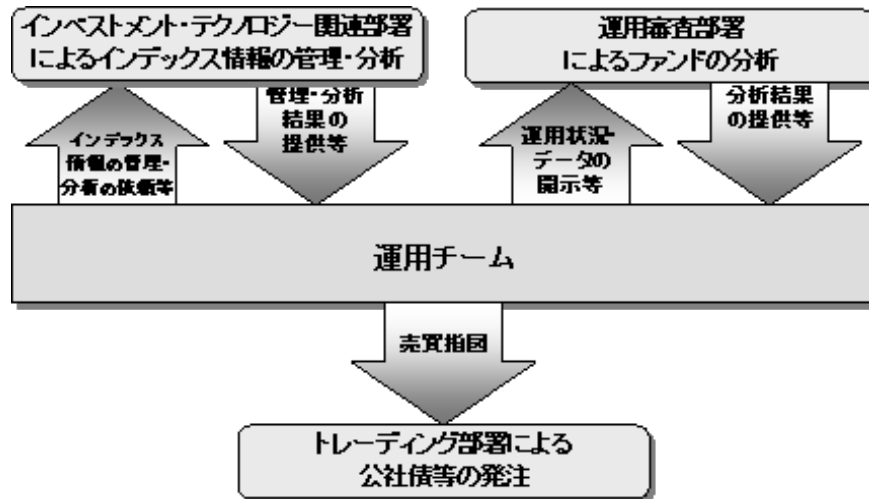 インベストメント・テクノロジー関連部署
によるインデックス情報の管理・分析
運用審査部署
によるファンドの分析
インデックス
情報の管理・
分析の依頼等
管理・分析
結果の
提供等
運用状況・
データの
開示等
分析結果
の提供等
運用チーム
売買指図
トレーディング部署による
公社債等の発注